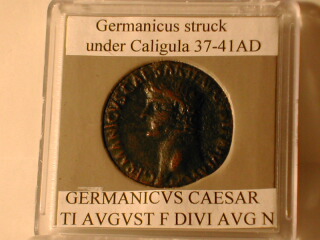 Germanicus struck
under Caligula 37-41AD
GERMANICVS CAESAR
TI AVGVST F DIVI AVG N